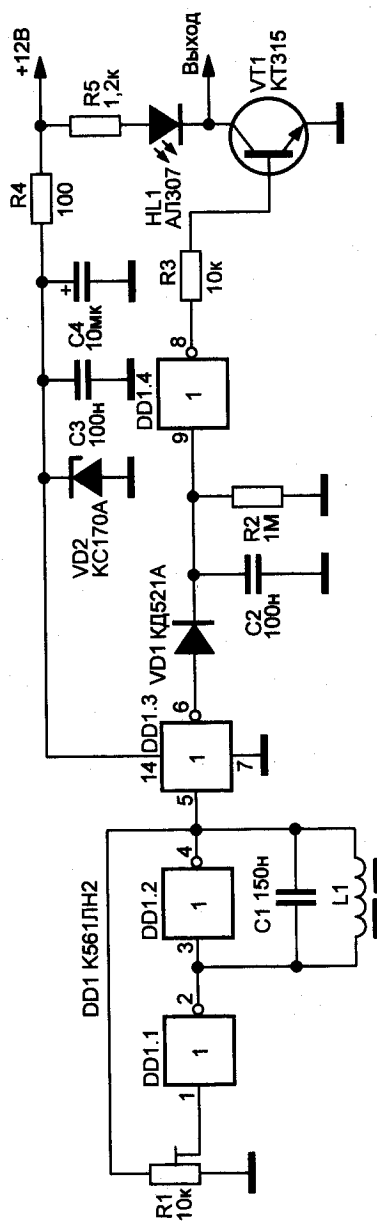 +12В
R4
100
R5
1,2к
HL1
АЛ307
Выход
VT1
КТ315
+
C4
10мк
C3
100н
VD2
КС170А
R3
10к
8
DD1.4
1
9
R2
1М
C2
100н
VD1 КД521А
6
DD1.3
1
14
7
5
DD1 К561ЛН2
4
DD1.2
1
3
C1 150н
L1
2
DD1.1
1
1
R1
10к